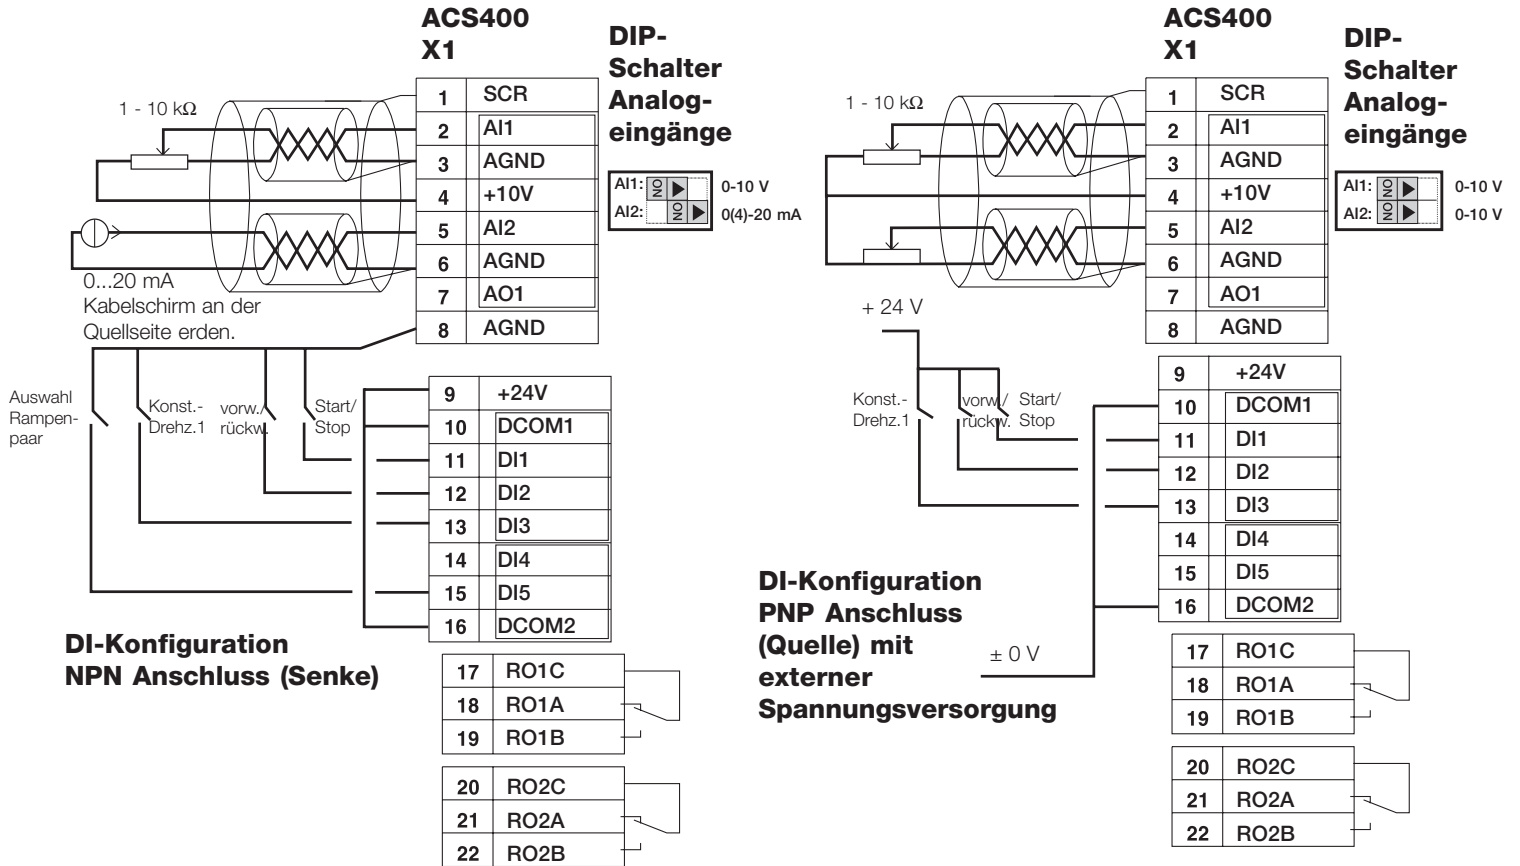 ACS400
X1
DIP-
Schalter
Analog-
eingänge
1 - 10 kΩ
1 SCR
2 AI1
3 AGND
4 +10V
5 AI2
6 AGND
7 AO1
8 AGND
AI1: ON 0-10 V
AI2: ON 0(4)-20 mA
0...20 mA
Kabelschirm an der
Quellseite erden.
Auswahl
Rampen-
paar
Konst.-
Drehz.1
vorw./
rückw.
Start/
Stop
9 +24V
10 DCOM1
11 DI1
12 DI2
13 DI3
14 DI4
15 DI5
16 DCOM2
DI-Konfiguration
NPN Anschluss (Senke)
17 RO1C
18 RO1A
19 RO1B
20 RO2C
21 RO2A
22 RO2B
ACS400
X1
DIP-
Schalter
Analog-
eingänge
1 - 10 kΩ
1 SCR
2 AI1
3 AGND
4 +10V
5 AI2
6 AGND
7 AO1
8 AGND
AI1: ON 0-10 V
AI2: ON 0-10 V
+ 24 V
Konst.-
Drehz.1
vorw./
rückw.
Start/
Stop
9 +24V
10 DCOM1
11 DI1
12 DI2
13 DI3
14 DI4
15 DI5
16 DCOM2
DI-Konfiguration
PNP Anschluss
(Quelle) mit
externer
Spannungsversorgung
± 0 V
17 RO1C
18 RO1A
19 RO1B
20 RO2C
21 RO2A
22 RO2B